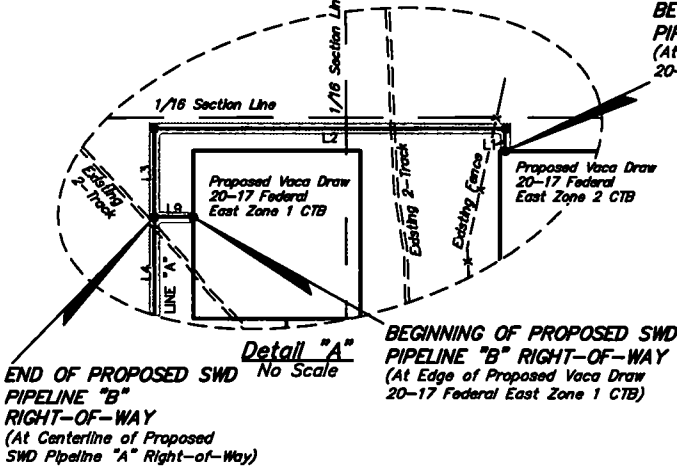 BE
PIP
(At
20-
1/16 Section Line
1/16 Section Line
L2
L1
L3
Existing
2-Track
Proposed Vaca Draw
20-17 Federal
East Zone 1 CTB
Existing 2-Track
Existing Fence
Proposed Vaca Draw
20-17 Federal
East Zone 2 CTB
L4
LINE "A"
Detail "A"
No Scale
BEGINNING OF PROPOSED SWD
PIPELINE "B" RIGHT-OF-WAY
(At Edge of Proposed Vaca Draw
20-17 Federal East Zone 1 CTB)
END OF PROPOSED SWD
PIPELINE "B"
RIGHT-OF-WAY
(At Centerline of Proposed
SWD Pipeline "A" Right-of-Way)